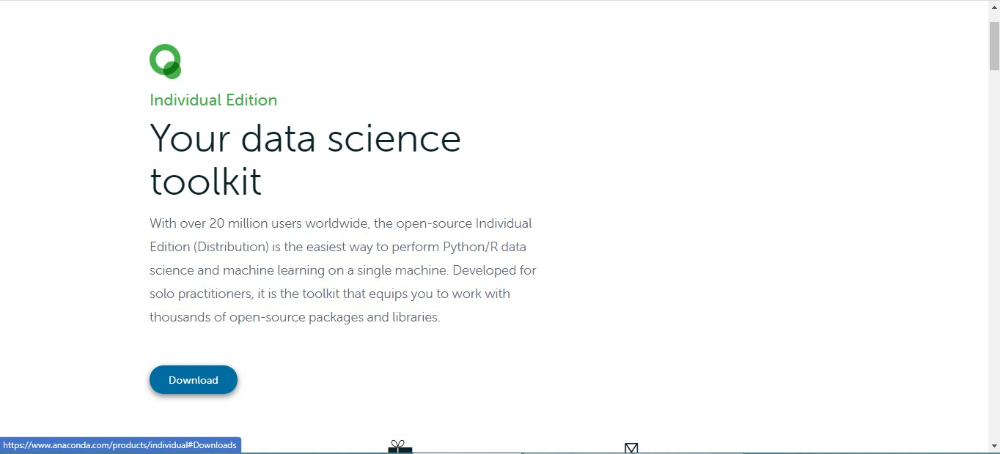 Individual Edition
Your data science
toolkit
With over 20 million users worldwide, the open-source Individual
Edition (Distribution) is the easiest way to perform Python/R data
science and machine learning on a single machine. Developed for
solo practitioners, it is the toolkit that equips you to work with
thousands of open-source packages and libraries.
Download
https://www.anaconda.com/products/individual#Downloads